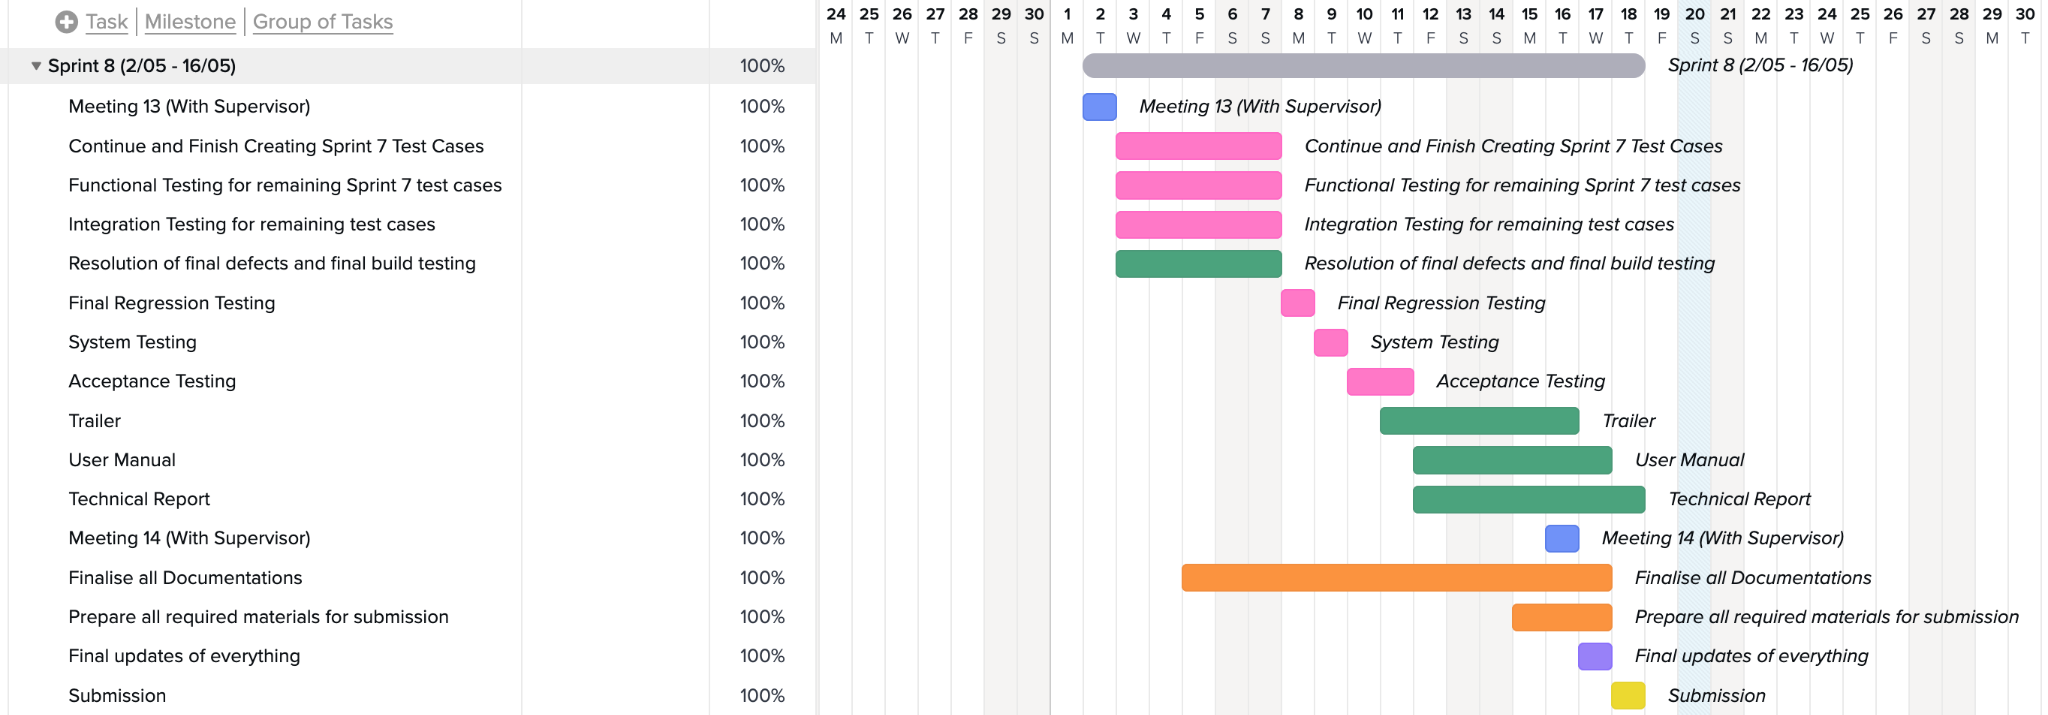 Task | Milestone | Group of Tasks
24 25 26 27 28 29 30 1 2 3 4 5 6 7 8 9 10 11 12 13 14 15 16 17 18 19 20 21 22 23 24 25 26 27 28 29 30
M T W T F S S M T W T F S S M T W T F S S M T W T F S S M T W T F S S M T
Sprint 8 (2/05 - 16/05) 100% Sprint 8 (2/05 - 16/05)
Meeting 13 (With Supervisor) 100% Meeting 13 (With Supervisor)
Continue and Finish Creating Sprint 7 Test Cases 100% Continue and Finish Creating Sprint 7 Test Cases
Functional Testing for remaining Sprint 7 test cases 100% Functional Testing for remaining Sprint 7 test cases
Integration Testing for remaining test cases 100% Integration Testing for remaining test cases
Resolution of final defects and final build testing 100% Resolution of final defects and final build testing
Final Regression Testing 100% Final Regression Testing
System Testing 100% System Testing
Acceptance Testing 100% Acceptance Testing
Trailer 100% Trailer
User Manual 100% User Manual
Technical Report 100% Technical Report
Meeting 14 (With Supervisor) 100% Meeting 14 (With Supervisor)
Finalise all Documentations 100% Finalise all Documentations
Prepare all required materials for submission 100% Prepare all required materials for submission
Final updates of everything 100% Final updates of everything
Submission 100% Submission